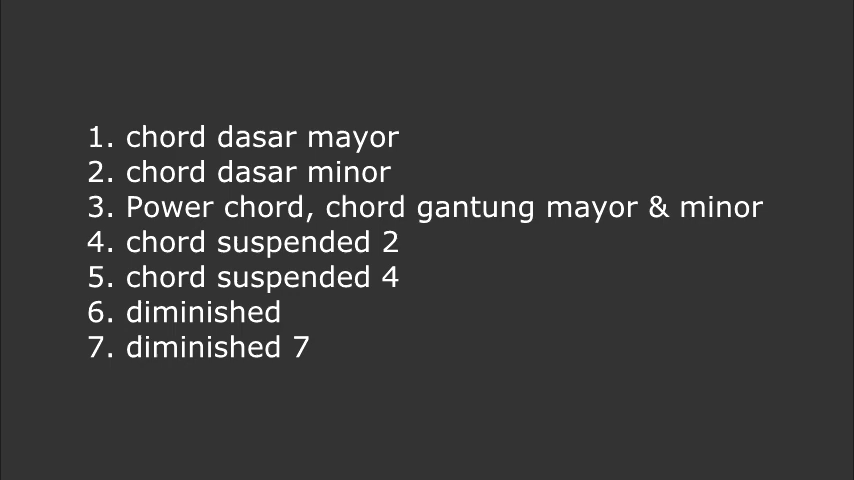 1. chord dasar mayor
2. chord dasar minor
3. Power chord, chord gantung mayor & minor
4. chord suspended 2
5. chord suspended 4
6. diminished
7. diminished 7